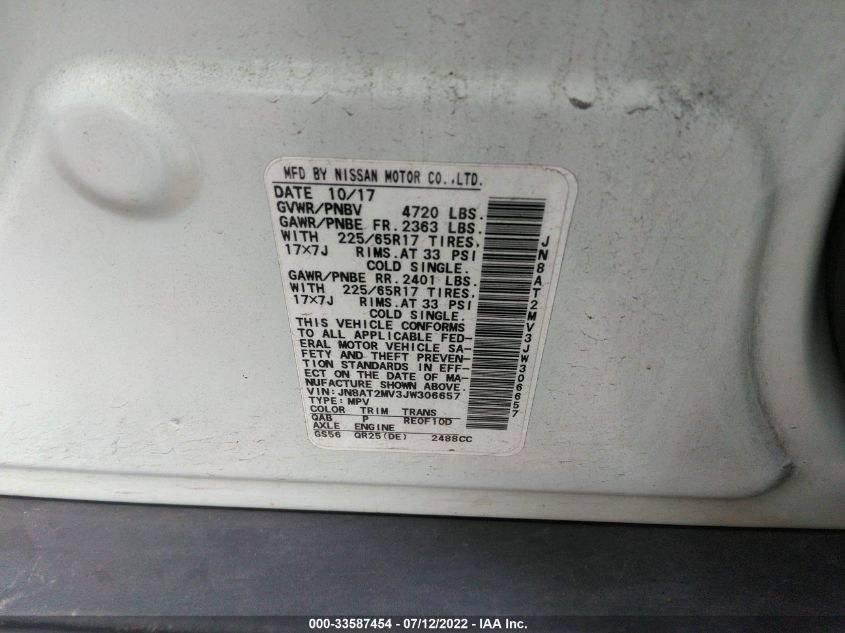 MFD BY NISSAN MOTOR CO.,LTD.
DATE 10/17
GVWR/PNBV 4720 LBS.
GAWR/PNBE FR. 2363 LBS.
WITH 225/65R17 TIRES,
17×7J RIMS. AT 33 PSI
COLD SINGLE.
GAWR/PNBE RR. 2401 LBS.
WITH 225/65R17 TIRES,
17×7J RIMS. AT 33 PSI
COLD SINGLE.
THIS VEHICLE CONFORMS
TO ALL APPLICABLE FED-
ERAL MOTOR VEHICLE SA-
FETY AND THEFT PREVEN-
TION STANDARDS IN EFF-
ECT ON THE DATE OF MA-
NUFACTURE SHOWN ABOVE.
VIN: JN8AT2MV3JW306657
TYPE: MPV
COLOR TRIM TRANS
QAB P RE0F10D
AXLE ENGINE
GS56 QR25(DE) 2488CC
JN8AT2MV3JW306657
000-33587454 - 07/12/2022 - IAA Inc.